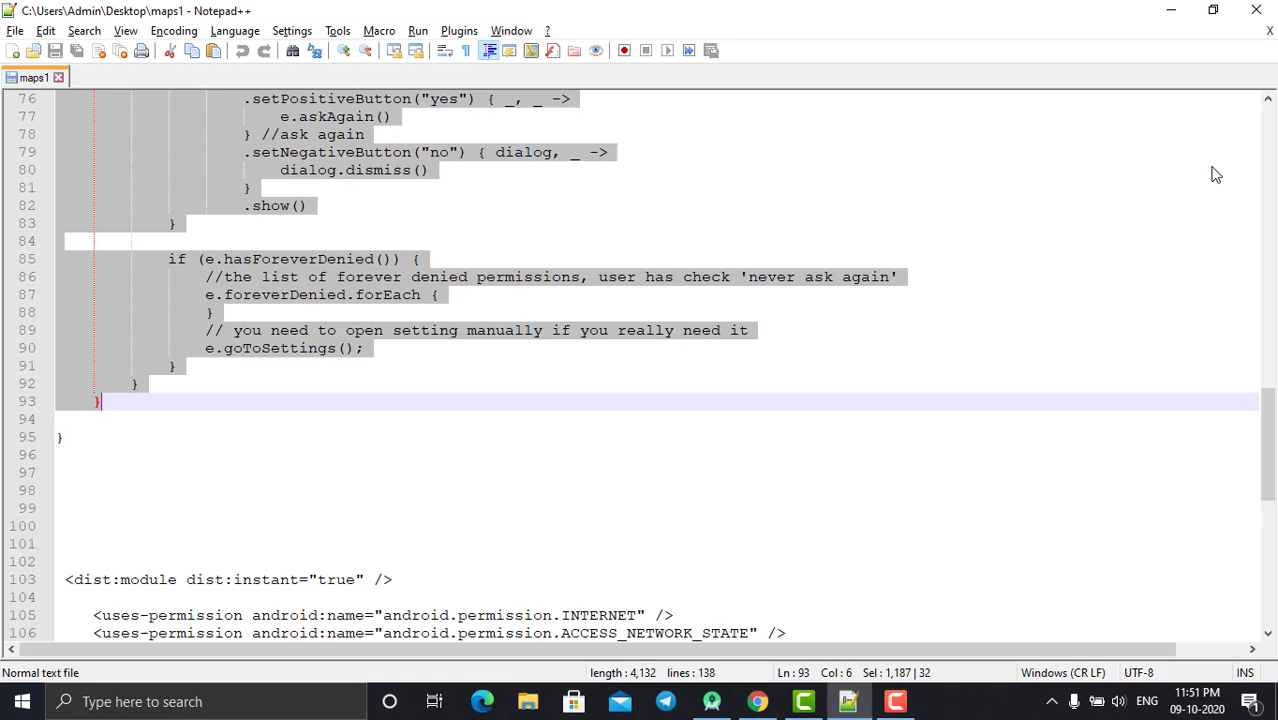 C:\Users\Admin\Desktop\maps1 - Notepad++
File Edit Search View Encoding Language Settings Tools Macro Run Plugins Window ? X
maps1
76 .setPositiveButton("yes") { _, _ ->
77 e.askAgain()
78 } //ask again
79 .setNegativeButton("no") { dialog, _ ->
80 dialog.dismiss()
81 }
82 .show()
83 }
84
85 if (e.hasForeverDenied()) {
86 //the list of forever denied permissions, user has check 'never ask again'
87 e.foreverDenied.forEach {
88 }
89 // you need to open setting manually if you really need it
90 e.goToSettings();
91 }
92 }
93 }
94
95 }
96
97
98
99
100
101
102
103 <dist:module dist:instant="true" />
104
105 <uses-permission android:name="android.permission.INTERNET" />
106 <uses-permission android:name="android.permission.ACCESS_NETWORK_STATE" />
Normal text file length : 4,132 lines : 138 Ln : 93 Col : 6 Sel : 1,187 | 32 Windows (CR LF) UTF-8 INS
Type here to search ENG 11:51 PM
09-10-2020 1